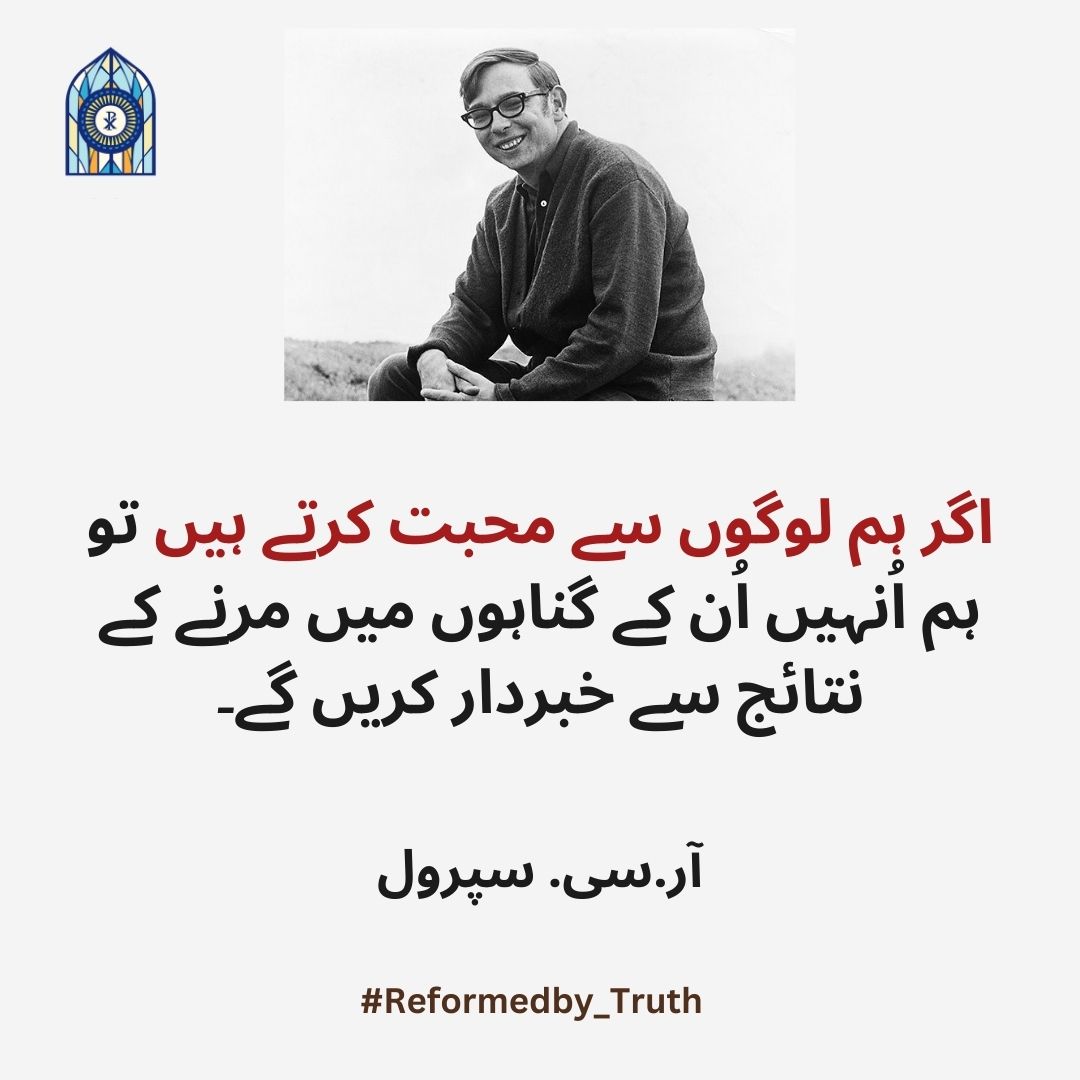 اگر ہم لوگوں سے محبت کرتے ہیں تو
ہم اُنہیں اُن کے گناہوں میں مرنے کے
نتائج سے خبردار کریں گے۔
آر.سی. سپرول
#Reformedby_Truth